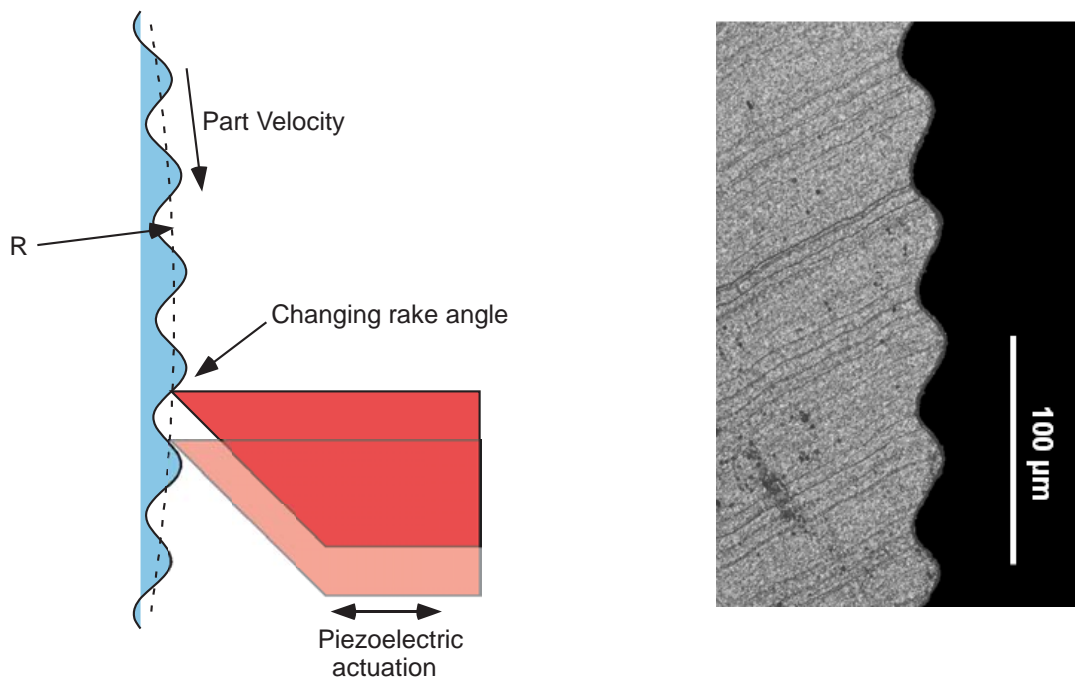 Part Velocity
R
Changing rake angle
Piezoelectric
actuation
100 µm